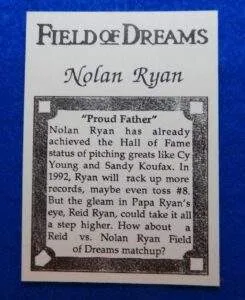 FIELD OF DREAMS
Nolan Ryan
"Proud Father"
Nolan Ryan has already
achieved the Hall of Fame
status of pitching greats like Cy
Young and Sandy Koufax. In
1992, Ryan will rack up more
records, maybe even toss #8.
But the gleam in Papa Ryan's
eye, Reid Ryan, could take it all
a step higher. How about a
Reid vs. Nolan Ryan Field
of Dreams matchup?